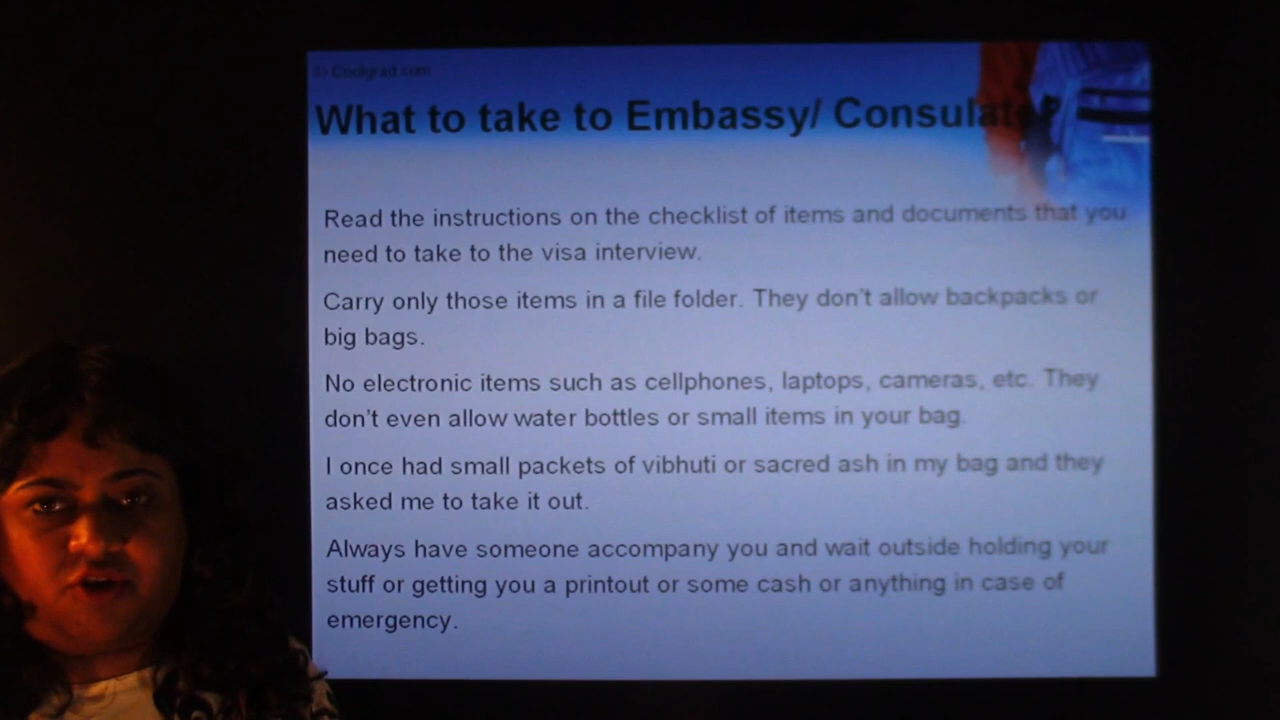 © Coolgrad.com
What to take to Embassy/ Consulate?
Read the instructions on the checklist of items and documents that you
need to take to the visa interview.
Carry only those items in a file folder. They don't allow backpacks or
big bags.
No electronic items such as cellphones, laptops, cameras, etc. They
don't even allow water bottles or small items in your bag.
I once had small packets of vibhuti or sacred ash in my bag and they
asked me to take it out.
Always have someone accompany you and wait outside holding your
stuff or getting you a printout or some cash or anything in case of
emergency.